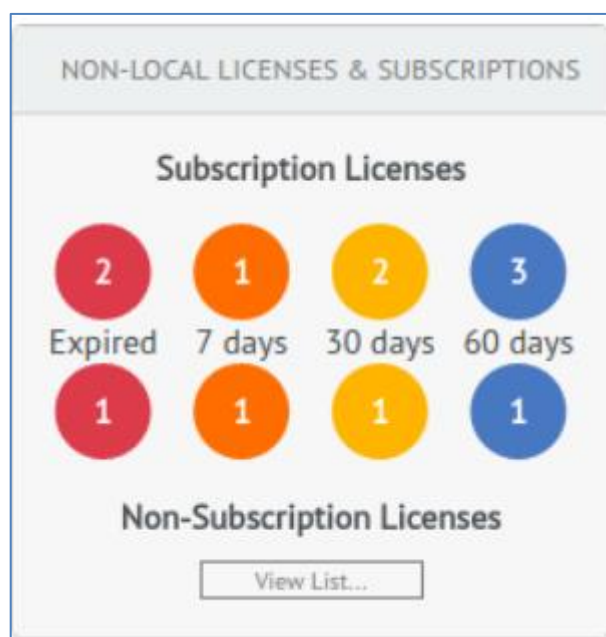 NON-LOCAL LICENSES & SUBSCRIPTIONS
Subscription Licenses
2 1 2 3
Expired 7 days 30 days 60 days
1 1 1 1
Non-Subscription Licenses
View List...